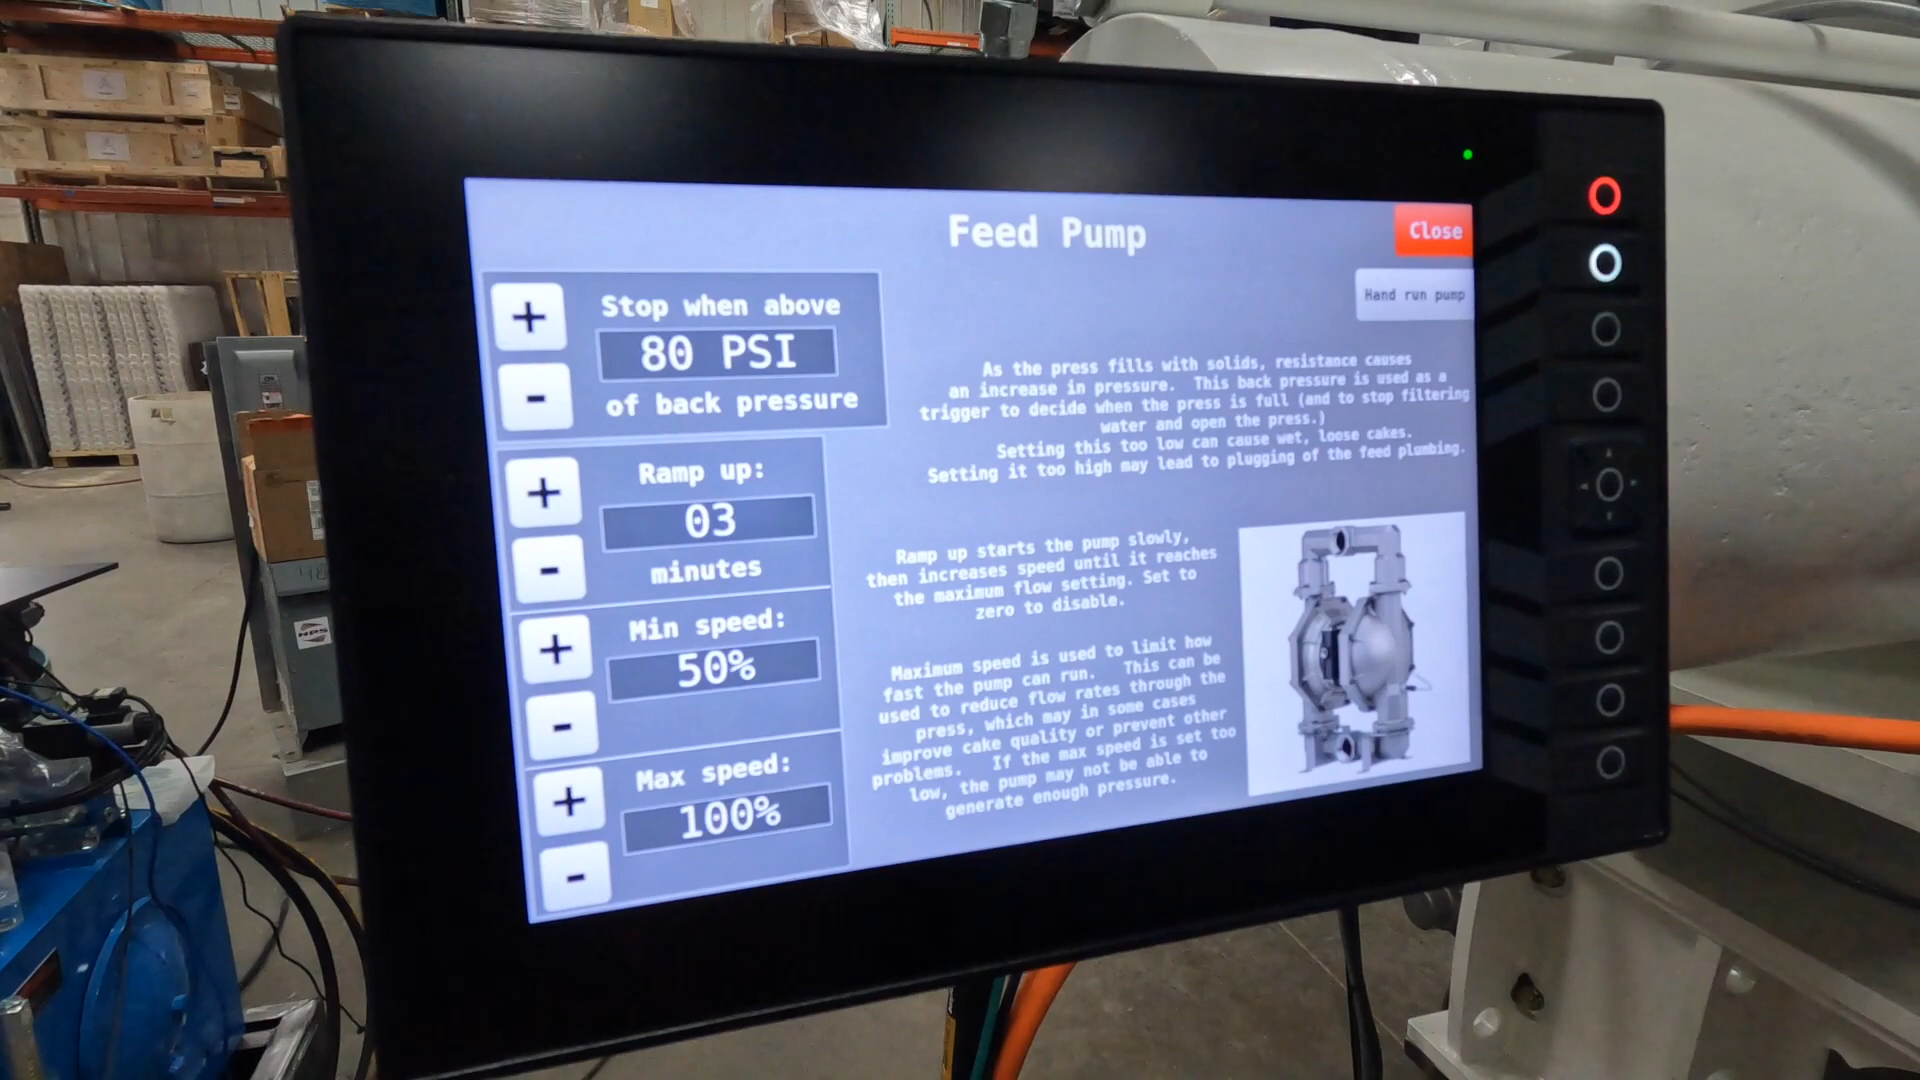 Feed Pump
Close
Hand run pump
+
Stop when above
80 PSI
-
of back pressure
+
Ramp up:
03
-
minutes
+
Min speed:
50%
-
+
Max speed:
100%
-
As the press fills with solids, resistance causes
an increase in pressure. This back pressure is used as a
trigger to decide when the press is full (and to stop filtering
water and open the press.)
Setting this too low can cause wet, loose cakes.
Setting it too high may lead to plugging of the feed plumbing.
Ramp up starts the pump slowly,
then increases speed until it reaches
the maximum flow setting. Set to
zero to disable.
Maximum speed is used to limit how
fast the pump can run. This can be
used to reduce flow rates through the
press, which may in some cases
improve cake quality or prevent other
problems. If the max speed is set too
low, the pump may not be able to
generate enough pressure.